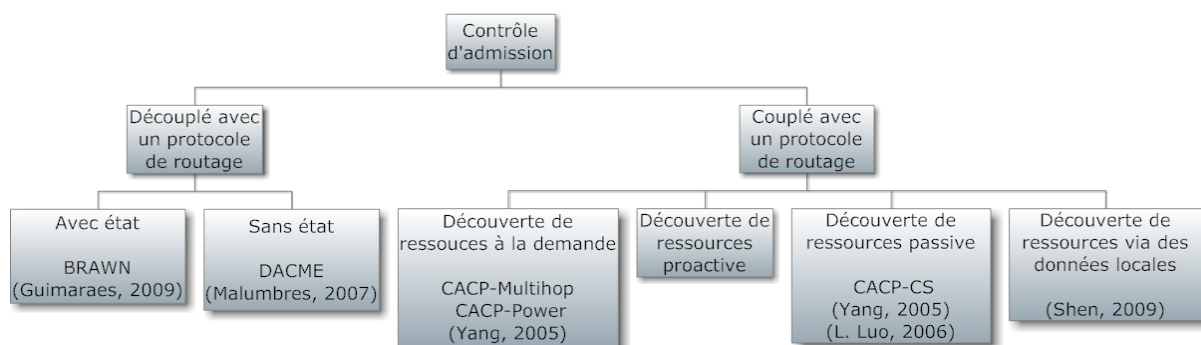 Contrôle
d'admission
Découplé avec
un protocole
de routage
Couplé avec
un protocole
de routage
Avec état
BRAWN
(Guimaraes, 2009)
Sans état
DACME
(Malumbres, 2007)
Découverte de
ressouces à la demande
CACP-Multihop
CACP-Power
(Yang, 2005)
Découverte de
ressources
proactive
Découverte de
ressources passive
CACP-CS
(Yang, 2005)
(L. Luo, 2006)
Découverte de
ressources via des
données locales
(Shen, 2009)